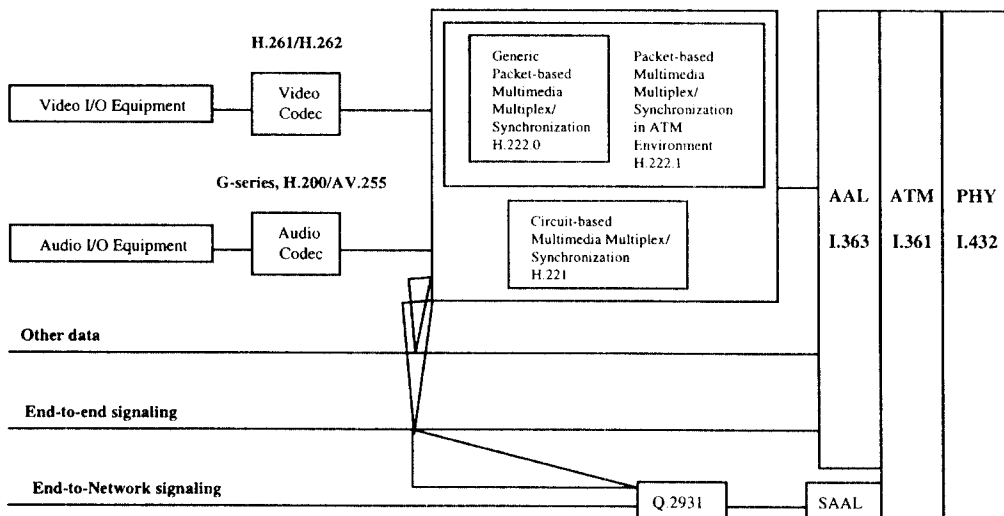 H.261/H.262
Video I/O Equipment
Video
Codec
Generic
Packet-based
Multimedia
Multiplex/
Synchronization
H.222.0
Packet-based
Multimedia
Multiplex/
Synchronization
in ATM
Environment
H.222.1
G-series, H.200/AV.255
Audio I/O Equipment
Audio
Codec
Circuit-based
Multimedia Multiplex/
Synchronization
H.221
AAL
I.363
ATM
I.361
PHY
I.432
Other data
End-to-end signaling
End-to-Network signaling
Q.2931
SAAL